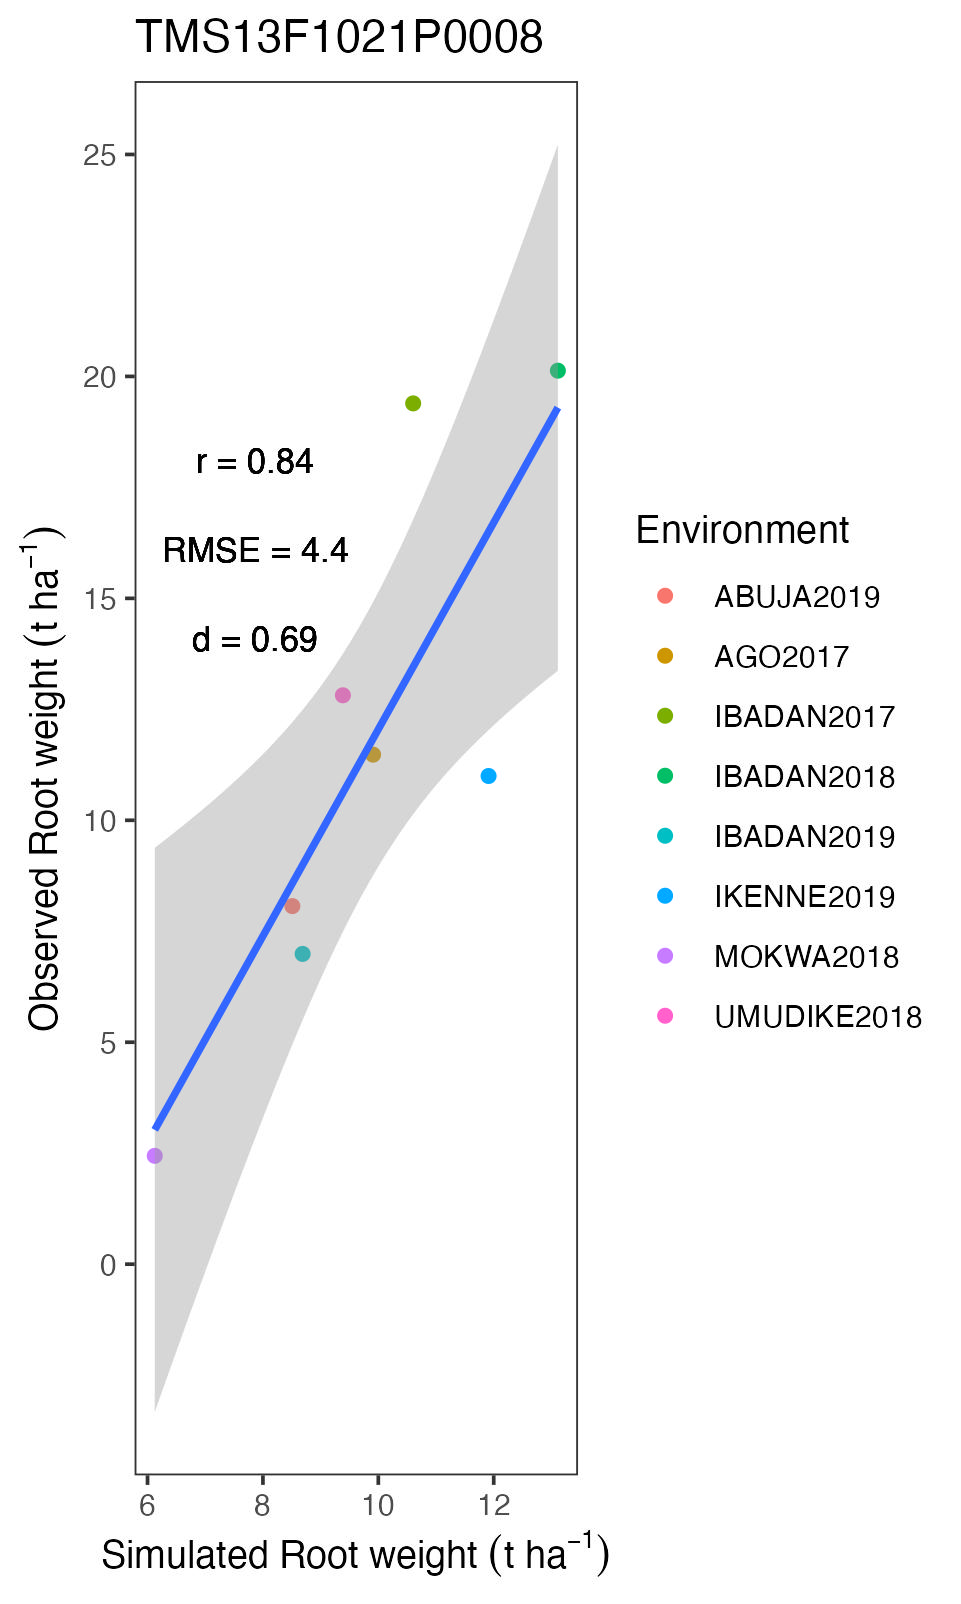 TMS13F1021P0008
25
20
15
10
5
0
r = 0.84
RMSE = 4.4
d = 0.69
Observed Root weight (t ha⁻¹)
6 8 10 12
Simulated Root weight (t ha⁻¹)
Environment
ABUJA2019
AGO2017
IBADAN2017
IBADAN2018
IBADAN2019
IKENNE2019
MOKWA2018
UMUDIKE2018